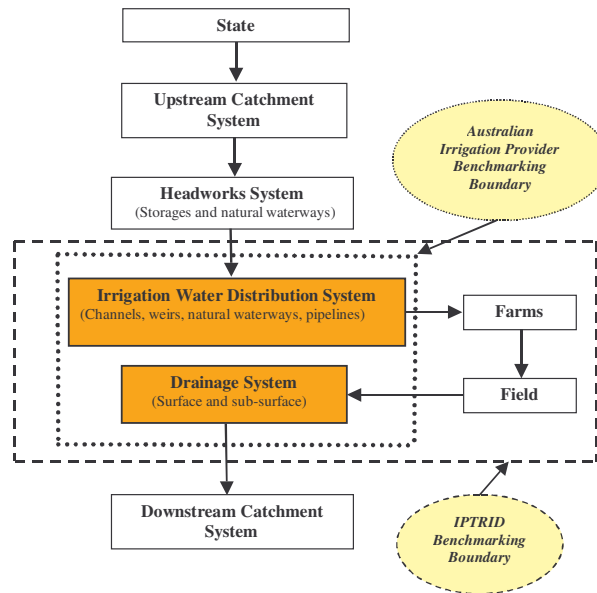 State
Upstream Catchment
System
Australian
Irrigation Provider
Benchmarking
Boundary
Headworks System
(Storages and natural waterways)
Irrigation Water Distribution System
(Channels, weirs, natural waterways, pipelines)
Farms
Drainage System
(Surface and sub-surface)
Field
Downstream Catchment
System
IPTRID
Benchmarking
Boundary